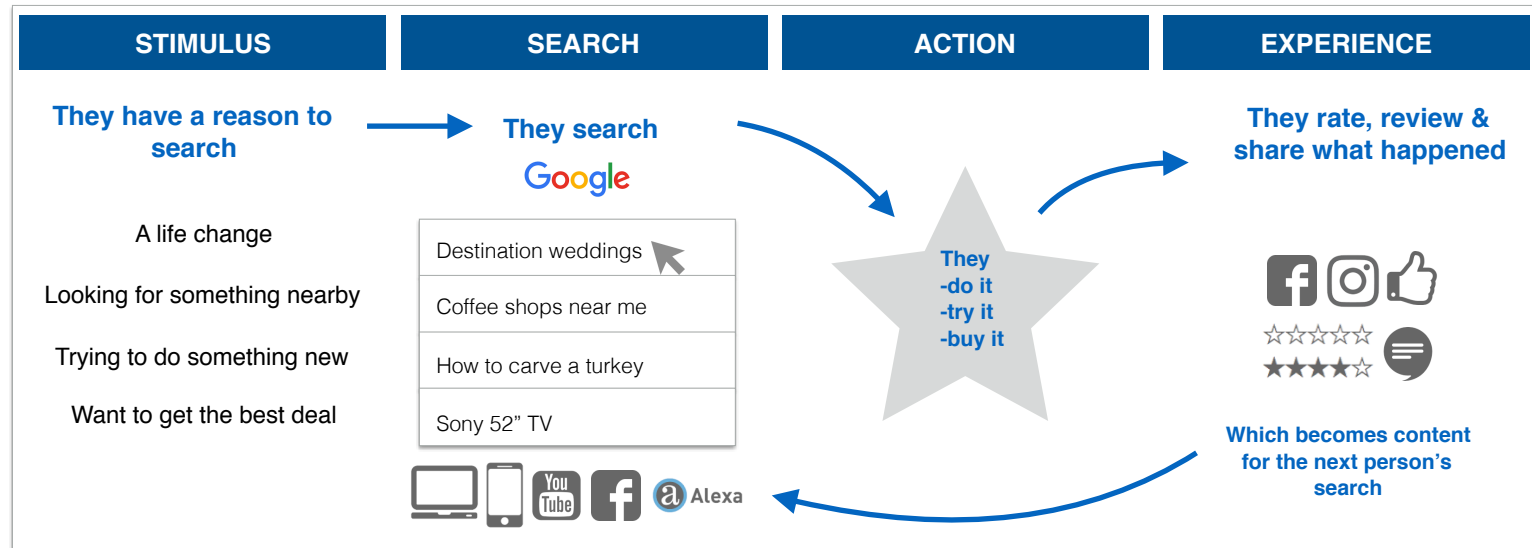 STIMULUS
SEARCH
ACTION
EXPERIENCE
They have a reason to
search
They search
Google
They rate, review &
share what happened
A life change
Looking for something nearby
Trying to do something new
Want to get the best deal
Destination weddings
Coffee shops near me
How to carve a turkey
Sony 52” TV
You
Tube
f
a Alexa
They
-do it
-try it
-buy it
f
Which becomes content
for the next person’s
search